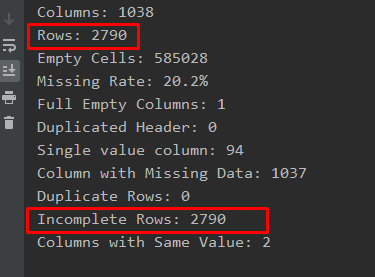 Columns: 1038
Rows: 2790
Empty Cells: 585028
Missing Rate: 20.2%
Full Empty Columns: 1
Duplicated Header: 0
Single value column: 94
Column with Missing Data: 1037
Duplicate Rows: 0
Incomplete Rows: 2790
Columns with Same Value: 2